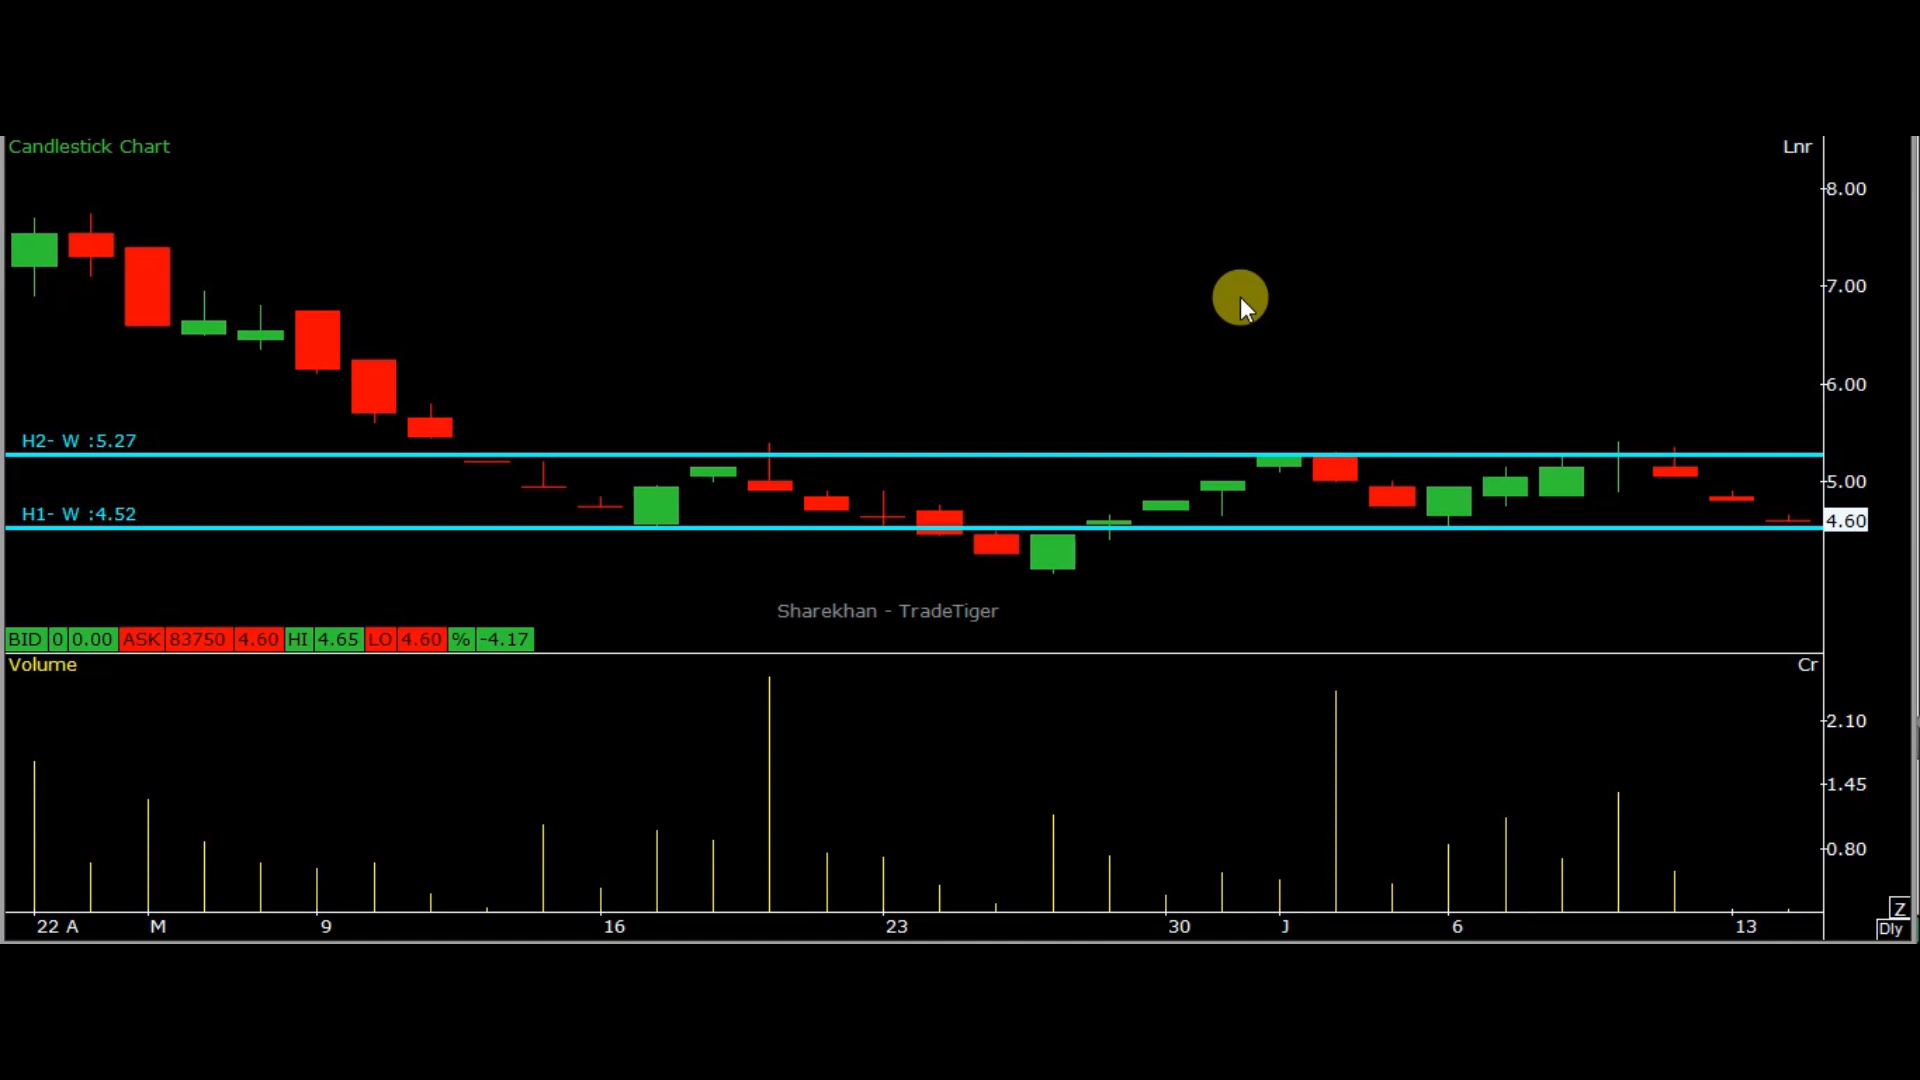 Candlestick Chart
Lnr
8.00
7.00
6.00
H2- W :5.27
5.00
H1- W :4.52
4.60
Sharekhan - TradeTiger
BID 0 0.00 ASK 83750 4.60 HI 4.65 LO 4.60 % -4.17
Volume
Cr
2.10
1.45
0.80
Z
22 A M 9 16 23 30 J 6 13
Dly